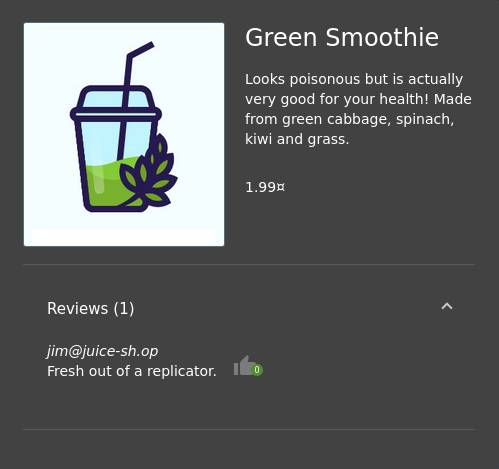 Green Smoothie
Looks poisonous but is actually
very good for your health! Made
from green cabbage, spinach,
kiwi and grass.
1.99¤
Reviews (1)
jim@juice-sh.op
Fresh out of a replicator.
0